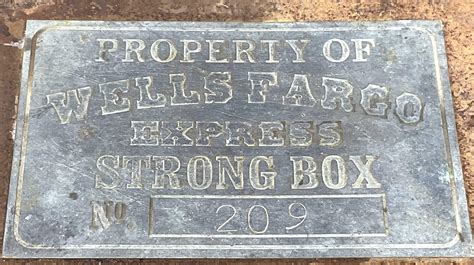 PROPERTY OF
WELLS FARGO
EXPRESS
STRONG BOX
No. 209